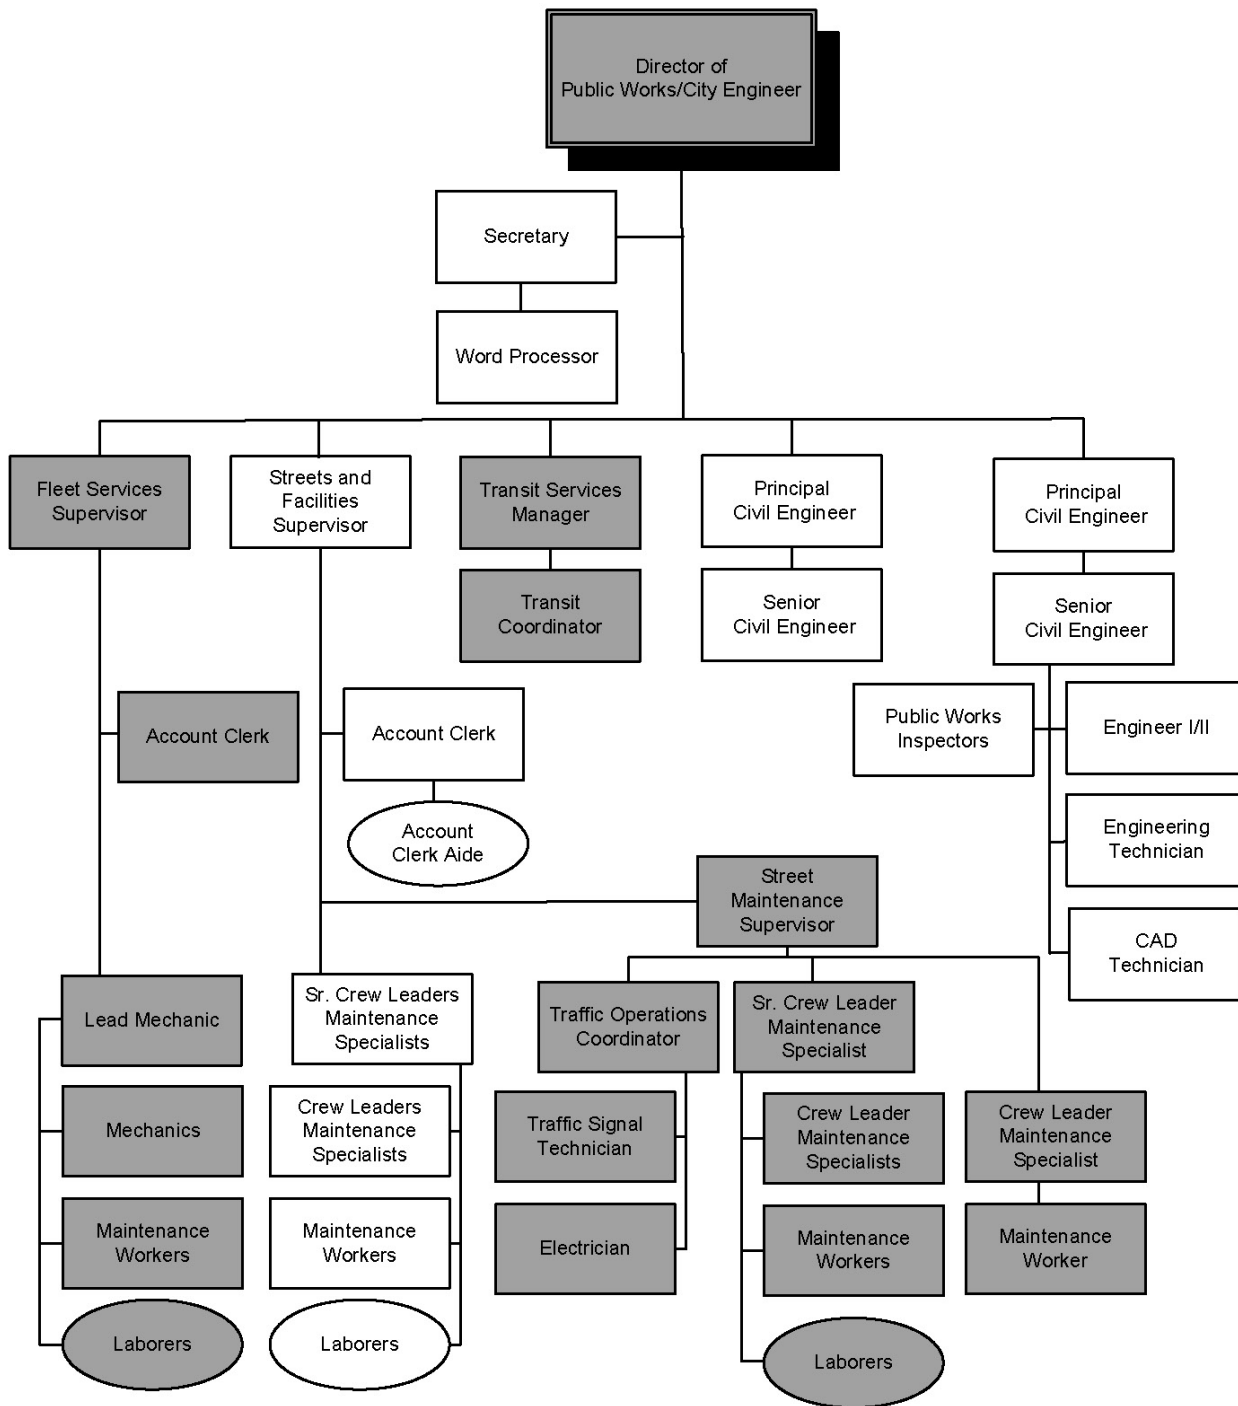 Director of
Public Works/City Engineer
Secretary
Word Processor
Fleet Services
Supervisor
Streets and
Facilities
Supervisor
Transit Services
Manager
Principal
Civil Engineer
Principal
Civil Engineer
Transit
Coordinator
Senior
Civil Engineer
Senior
Civil Engineer
Account Clerk
Account Clerk
Public Works
Inspectors
Engineer I/II
Account
Clerk Aide
Engineering
Technician
Street
Maintenance
Supervisor
CAD
Technician
Lead Mechanic
Sr. Crew Leaders
Maintenance
Specialists
Traffic Operations
Coordinator
Sr. Crew Leader
Maintenance
Specialist
Mechanics
Crew Leaders
Maintenance
Specialists
Traffic Signal
Technician
Crew Leader
Maintenance
Specialists
Crew Leader
Maintenance
Specialist
Maintenance
Workers
Maintenance
Workers
Electrician
Maintenance
Workers
Maintenance
Worker
Laborers
Laborers
Laborers